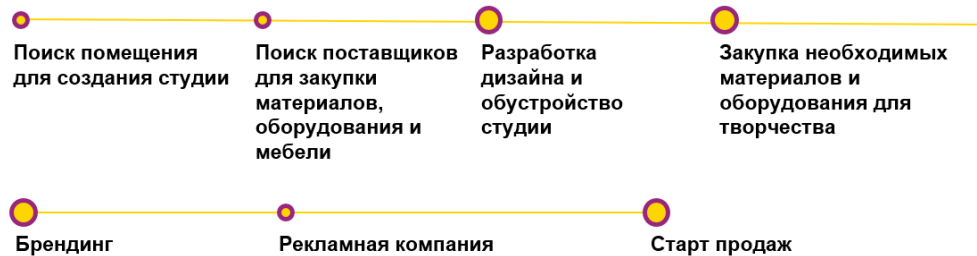 Поиск помещения
для создания студии
Поиск поставщиков
для закупки
материалов,
оборудования и
мебели
Разработка
дизайна и
обустройство
студии
Закупка необходимых
материалов и
оборудования для
творчества
Брендинг
Рекламная компания
Старт продаж